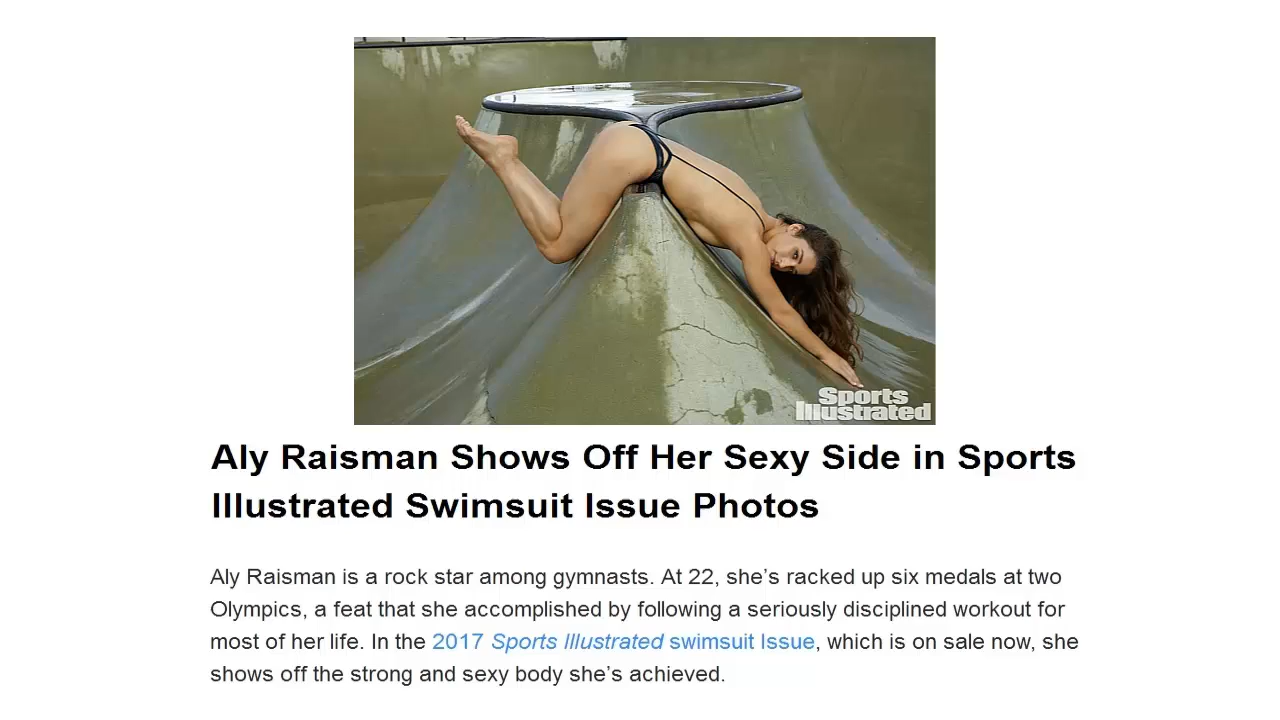 Sports
Illustrated
Aly Raisman Shows Off Her Sexy Side in Sports
Illustrated Swimsuit Issue Photos
Aly Raisman is a rock star among gymnasts. At 22, she’s racked up six medals at two
Olympics, a feat that she accomplished by following a seriously disciplined workout for
most of her life. In the 2017 Sports Illustrated swimsuit Issue, which is on sale now, she
shows off the strong and sexy body she’s achieved.